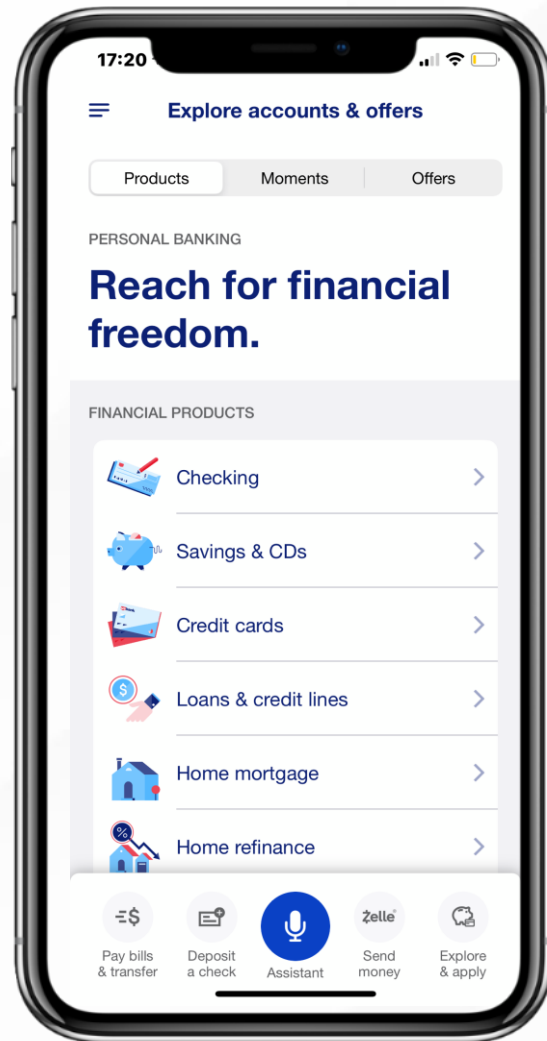 17:20
Explore accounts & offers
Products Moments Offers
PERSONAL BANKING
Reach for financial
freedom.
FINANCIAL PRODUCTS
Checking
Savings & CDs
Credit cards
$
Loans & credit lines
Home mortgage
%
Home refinance
$ Zelle
Pay bills Deposit Assistant Send Explore
& transfer a check money & apply